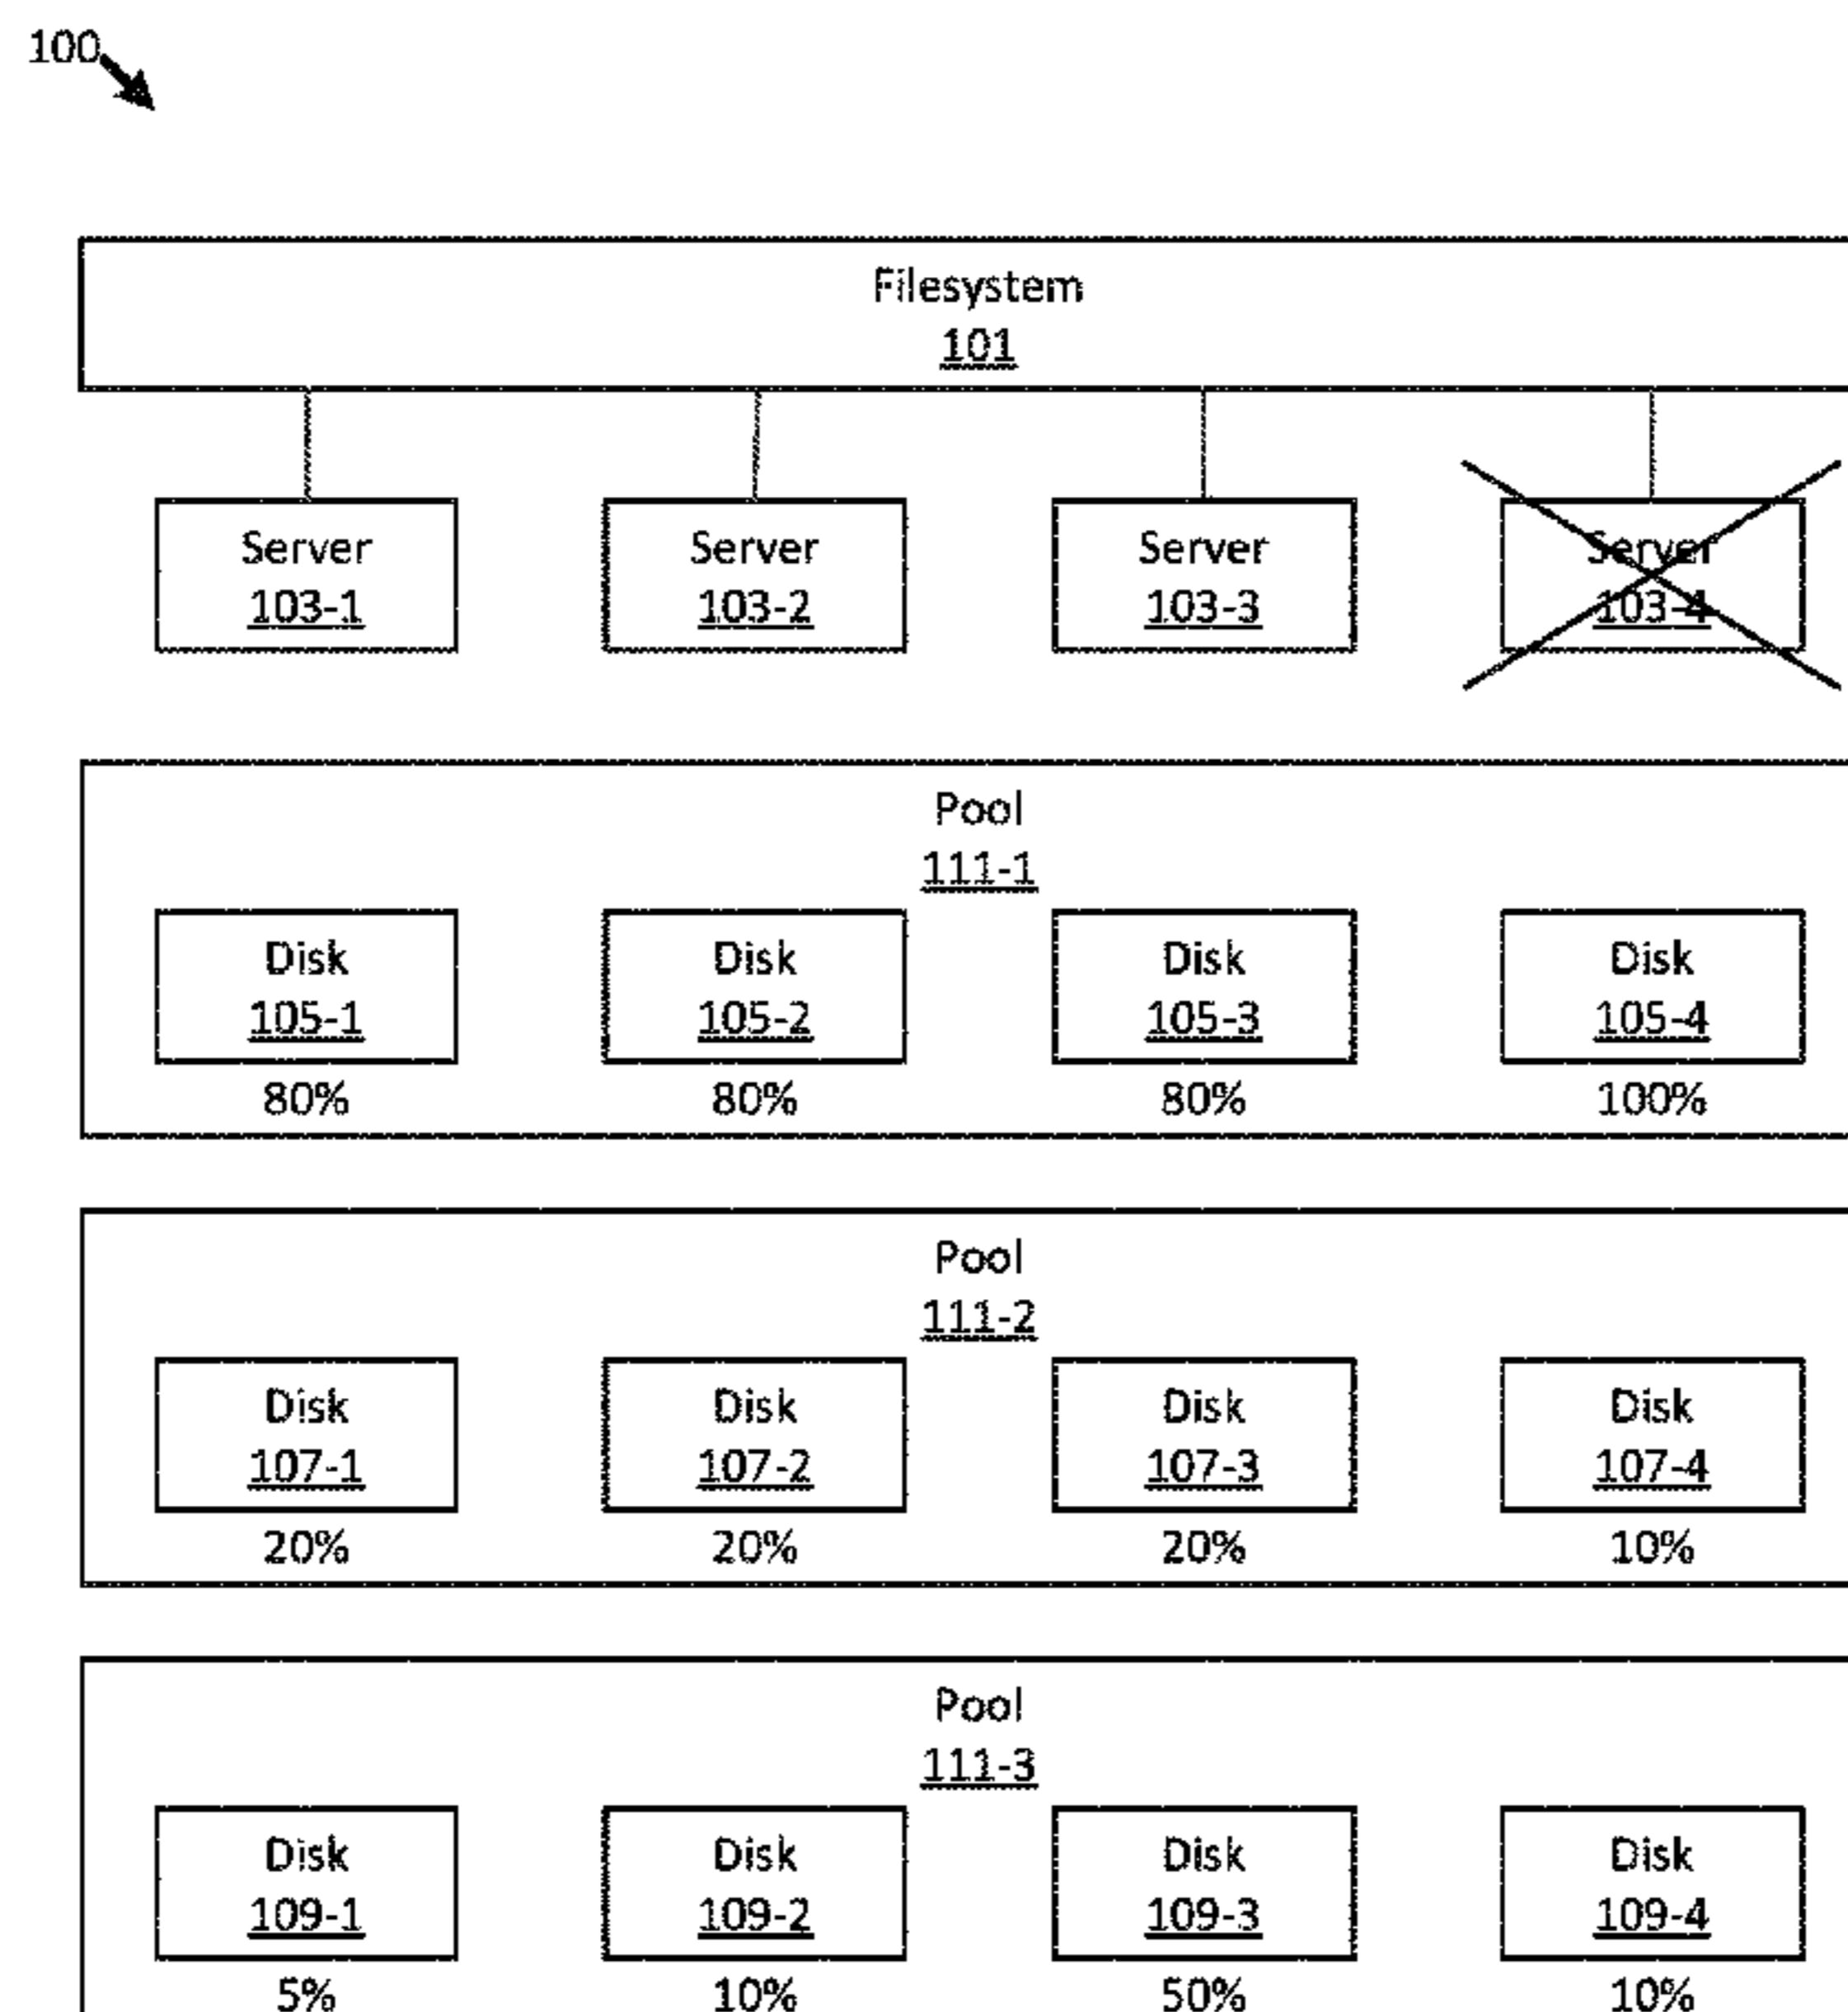 100
Filesystem
101
Server Server Server Server
103-1 103-2 103-3 103-4
Pool
111-1
Disk Disk Disk Disk
105-1 105-2 105-3 105-4
80% 80% 80% 100%
Pool
111-2
Disk Disk Disk Disk
107-1 107-2 107-3 107-4
20% 20% 20% 10%
Pool
111-3
Disk Disk Disk Disk
109-1 109-2 109-3 109-4
5% 10% 50% 10%